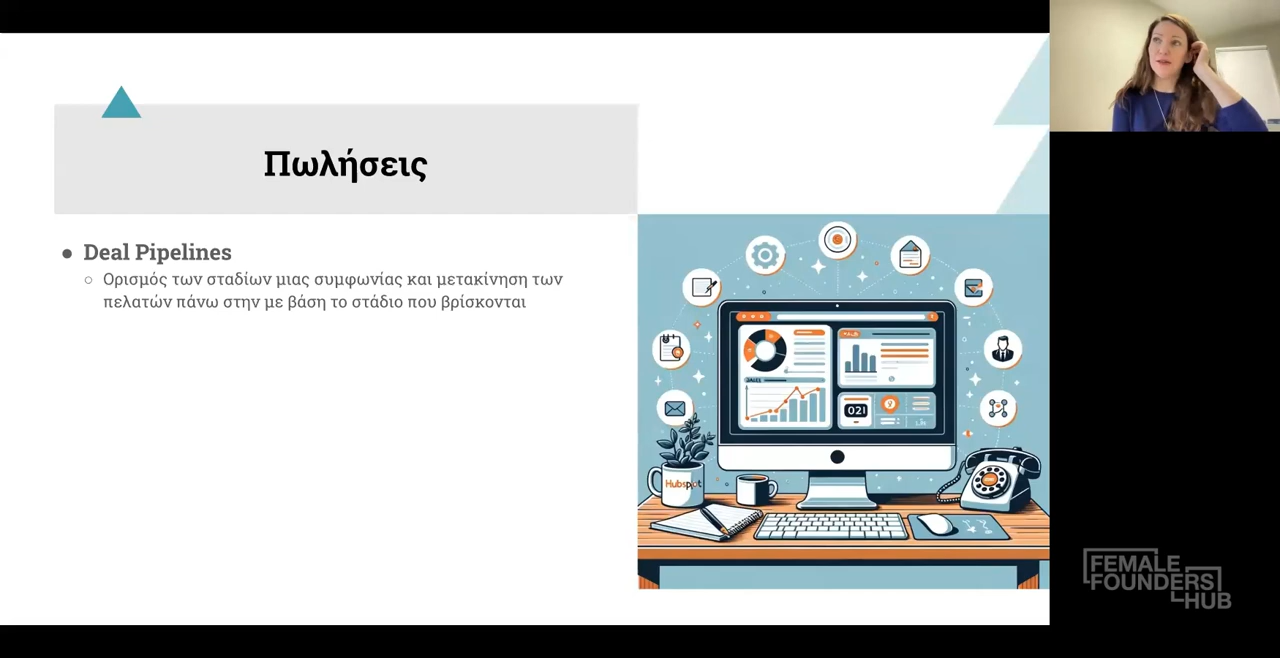 Πωλήσεις
● Deal Pipelines
○ Ορισμός των σταδίων μιας συμφωνίας και μετακίνηση των
πελατών πάνω στην με βάση το στάδιο που βρίσκονται
SALES
021
Hubspot
FEMALE
FOUNDERS
HUB